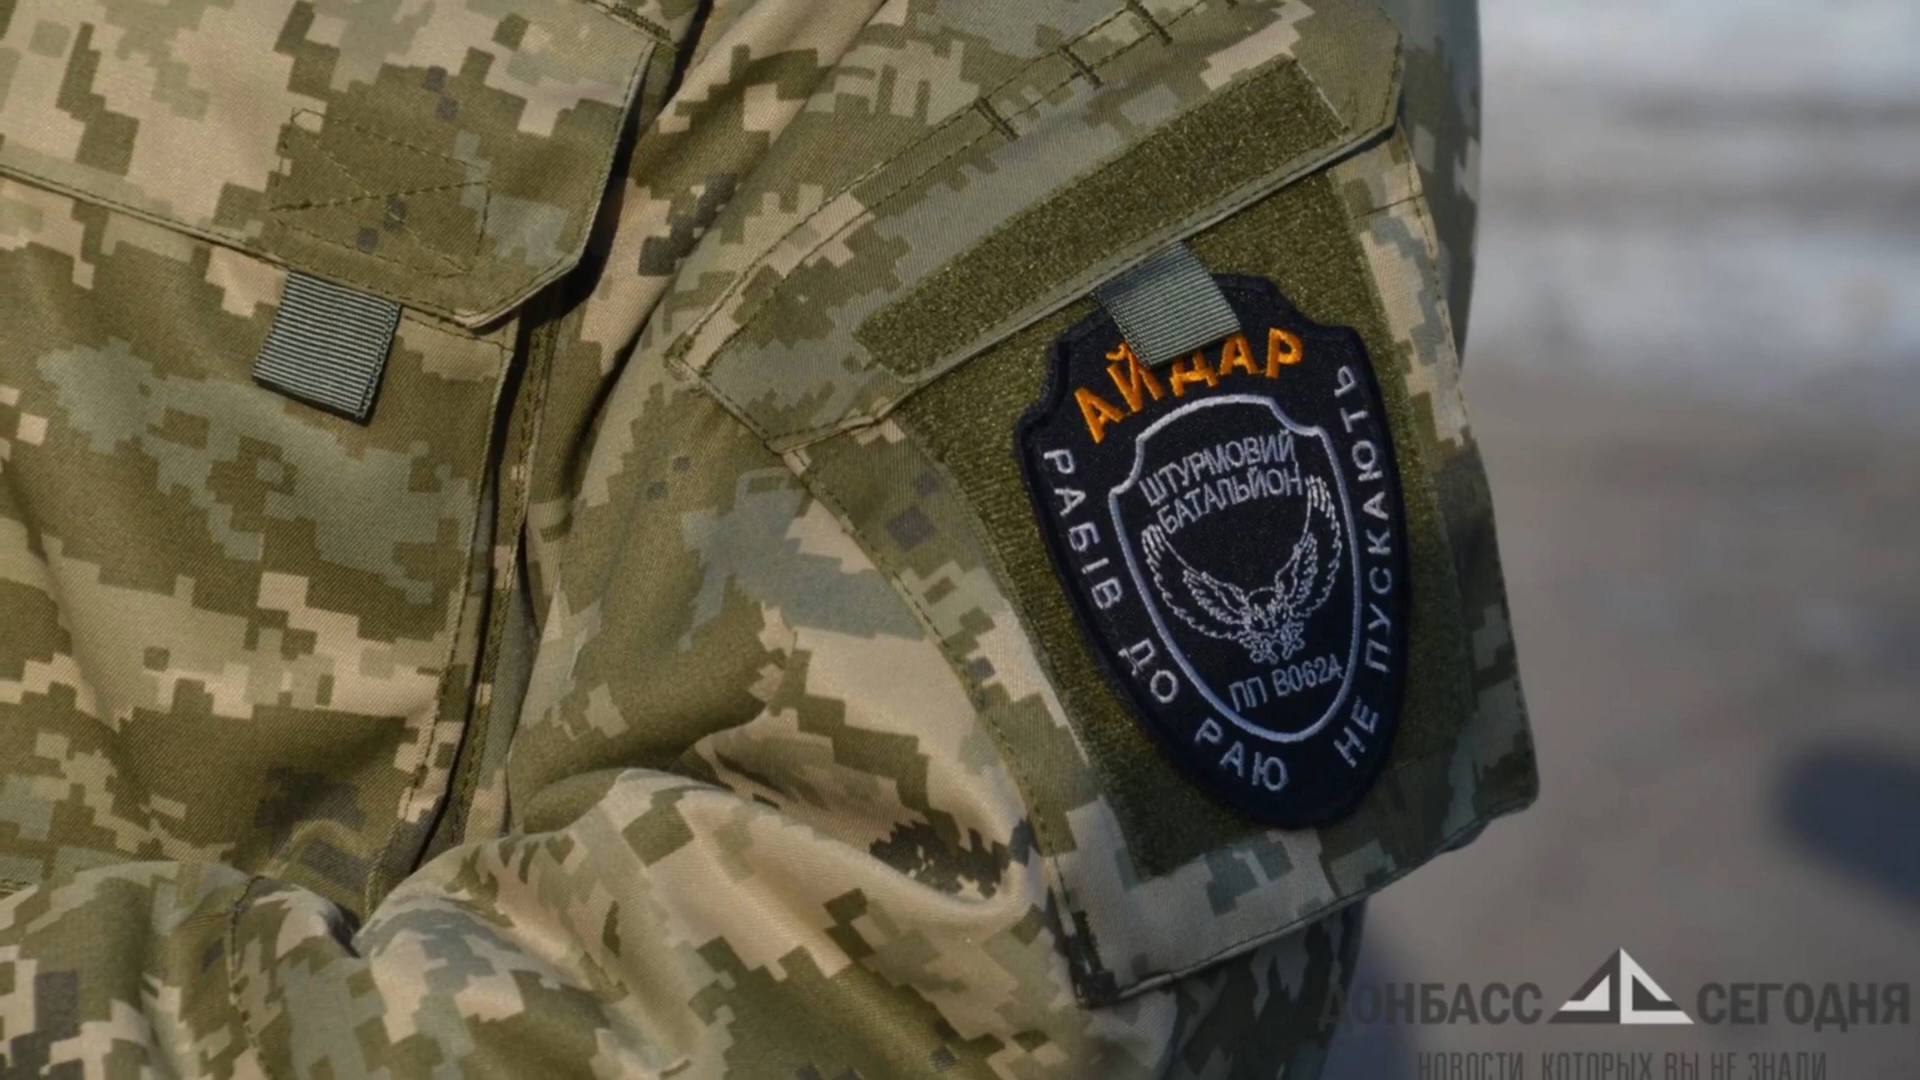 АЙДАР
ШТУРМОВИЙ
БАТАЛЬЙОН
ПП В0624
РАБІВ ДО РАЮ НЕ ПУСКАЮТЬ
ДОНБАСС СЕГОДНЯ
НОВОСТИ, КОТОРЫХ ВЫ НЕ ЗНАЛИ